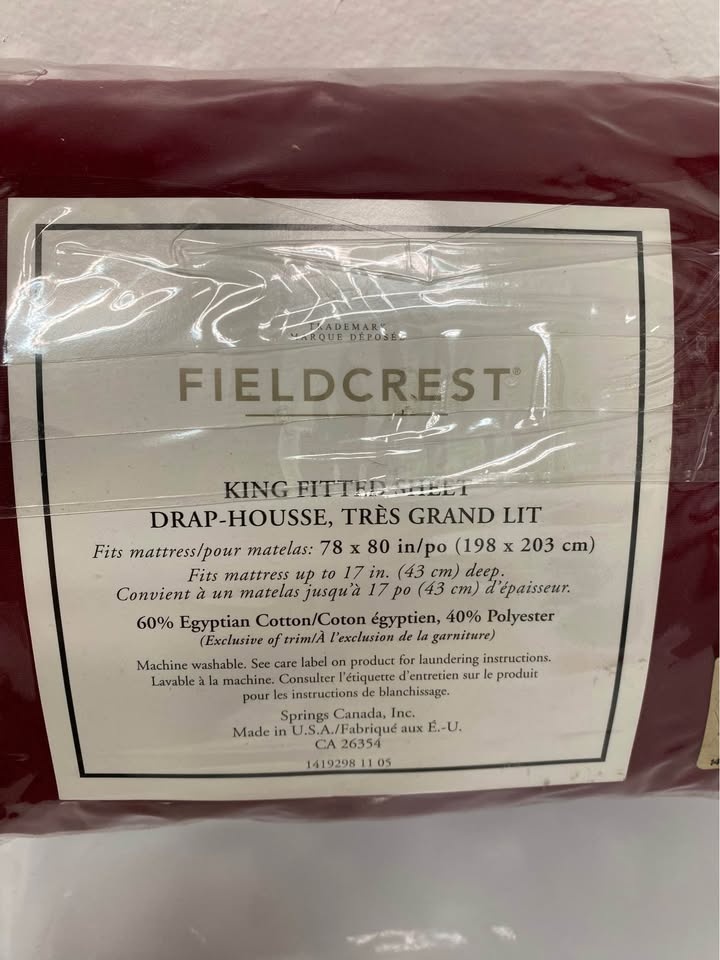 TRADEMARK
MARQUE DÉPOSÉE
FIELDCREST®
KING FITTED SHEET
DRAP-HOUSSE, TRÈS GRAND LIT
Fits mattress/pour matelas: 78 x 80 in/po (198 x 203 cm)
Fits mattress up to 17 in. (43 cm) deep.
Convient à un matelas jusqu'à 17 po (43 cm) d'épaisseur.
60% Egyptian Cotton/Coton égyptien, 40% Polyester
(Exclusive of trim/À l'exclusion de la garniture)
Machine washable. See care label on product for laundering instructions.
Lavable à la machine. Consulter l'étiquette d'entretien sur le produit
pour les instructions de blanchissage.
Springs Canada, Inc.
Made in U.S.A./Fabriqué aux É.-U.
CA 26354
1419298 11 05